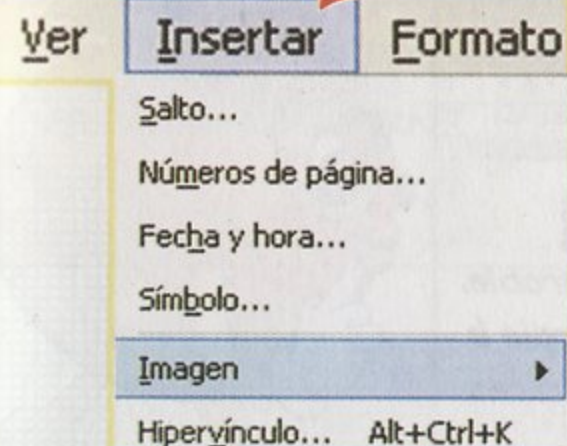 Ver Insertar Formato
Salto...
Números de página...
Fecha y hora...
Símbolo...
Imagen
Hipervínculo... Alt+Ctrl+K